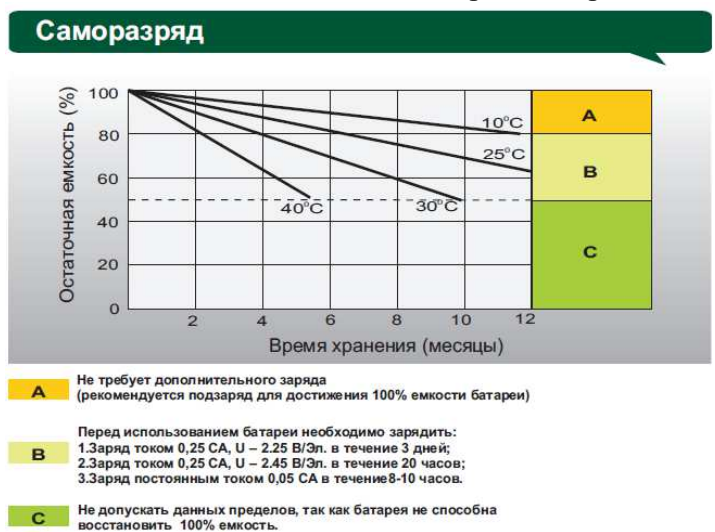 Саморазряд
Остаточная емкость (%)
100
80
60
40
20
0
10°C
25°C
40°C
30°C
A
B
C
2 4 6 8 10 12
Время хранения (месяцы)
A
Не требует дополнительного заряда
(рекомендуется подзаряд для достижения 100% емкости батареи)
B
Перед использованием батареи необходимо зарядить:
1.Заряд током 0,25 СА, U – 2.25 В/Эл. в течение 3 дней;
2.Заряд током 0,25 СА, U – 2.45 В/Эл. в течение 20 часов;
3.Заряд постоянным током 0,05 СА в течение8-10 часов.
C
Не допускать данных пределов, так как батарея не способна
восстановить 100% емкость.